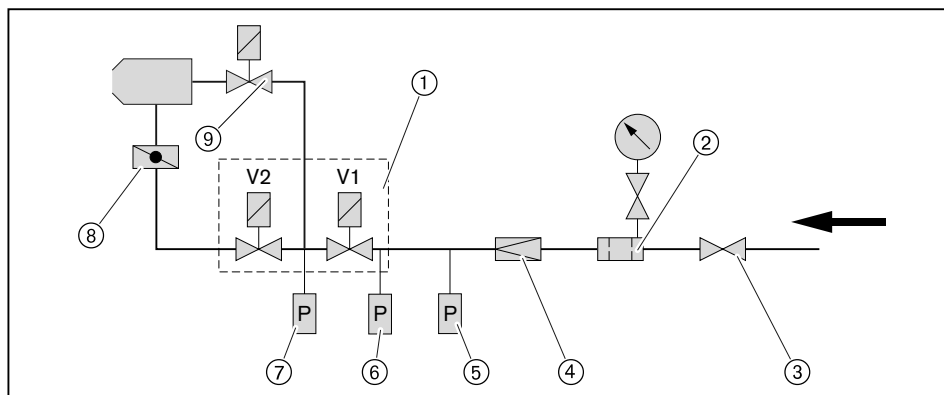 ①
⑨
②
V2 V1
⑧
P P P
⑦ ⑥ ⑤ ④ ③